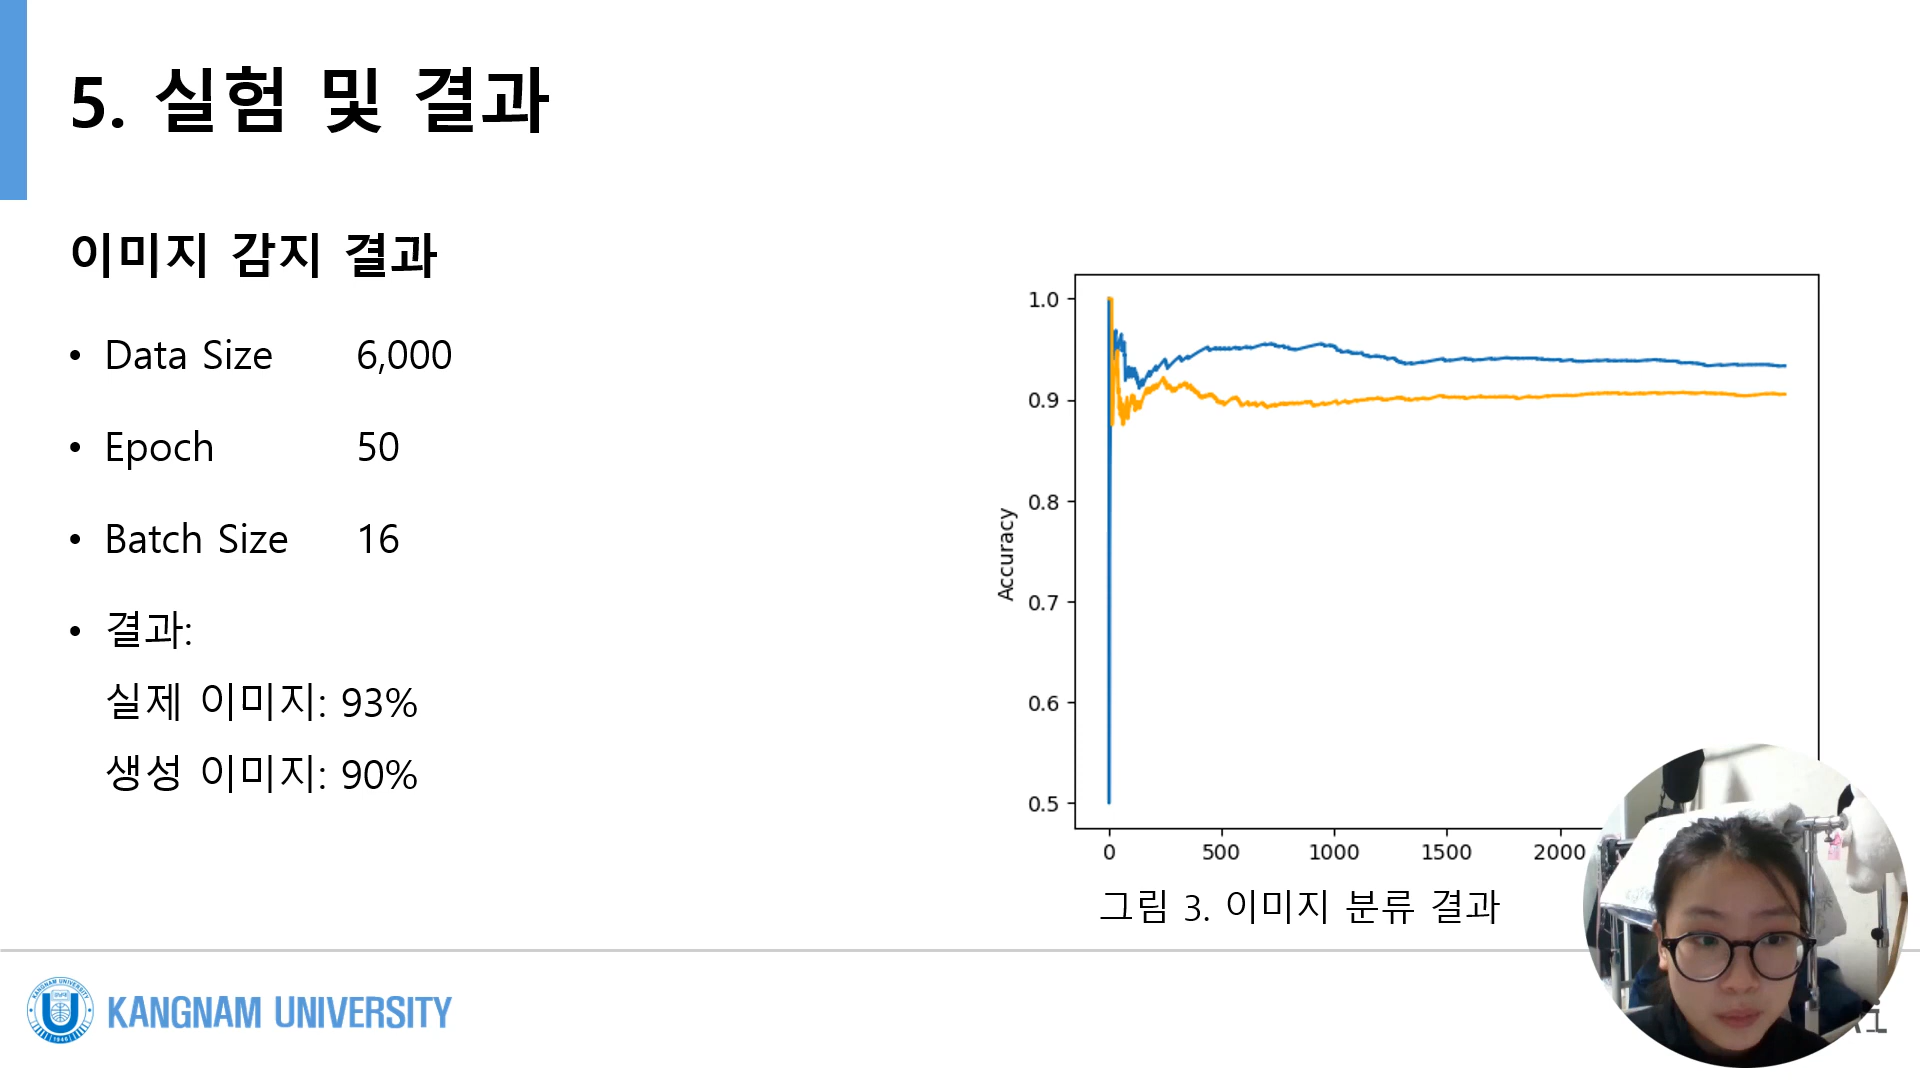 5. 실험 및 결과
이미지 감지 결과
• Data Size 6,000
• Epoch 50
• Batch Size 16
• 결과:
실제 이미지: 93%
생성 이미지: 90%
1.0
0.9
0.8
0.7
0.6
0.5
Accuracy
0 500 1000 1500 2000
그림 3. 이미지 분류 결과
KANGNAM UNIVERSITY
KANGNAM UNIVERSITY
1946